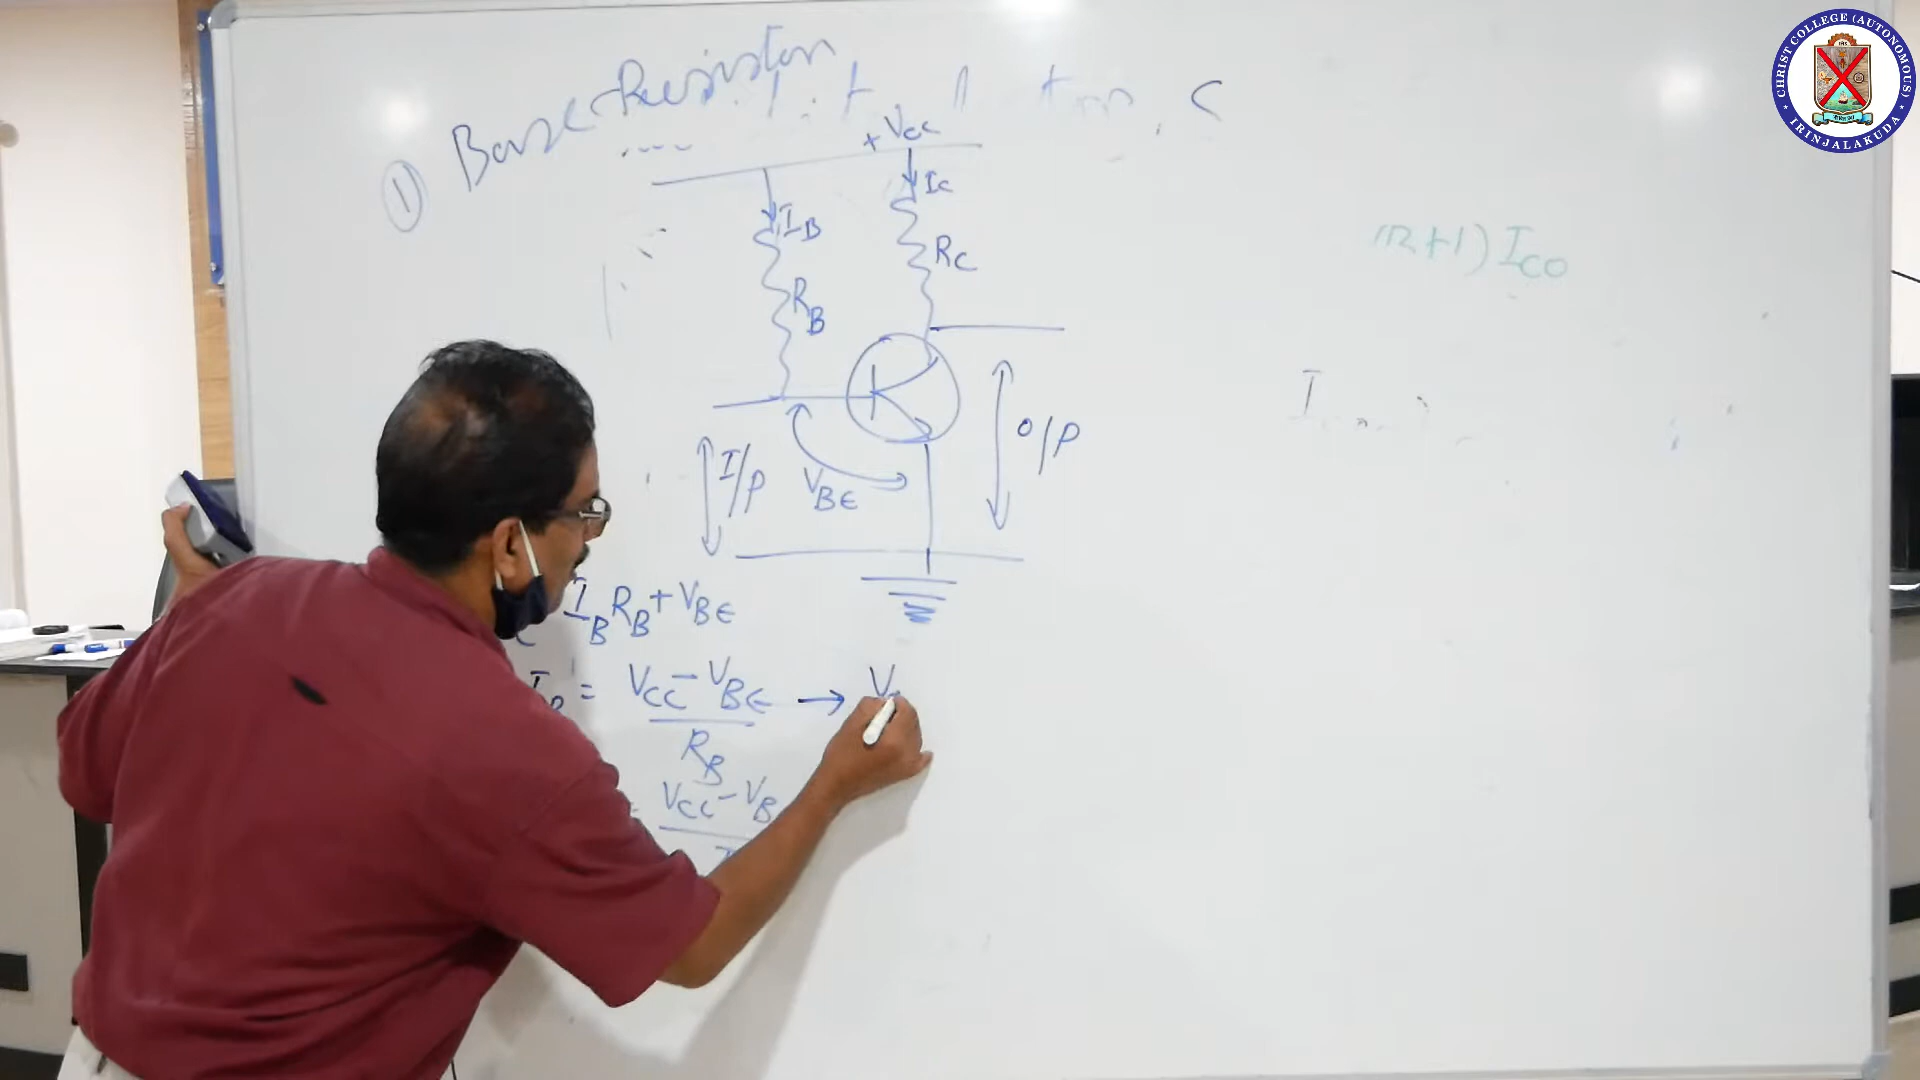 Base Resistor
①
+VCC
IC
IB
RC
RB
(β+1)ICO
I
O/P
I/P
VBE
IBRB+VBE
= VCC-VBE → V
RB
VCC-VB
CHRIST COLLEGE (AUTONOMOUS)
IRINJALAKUDA